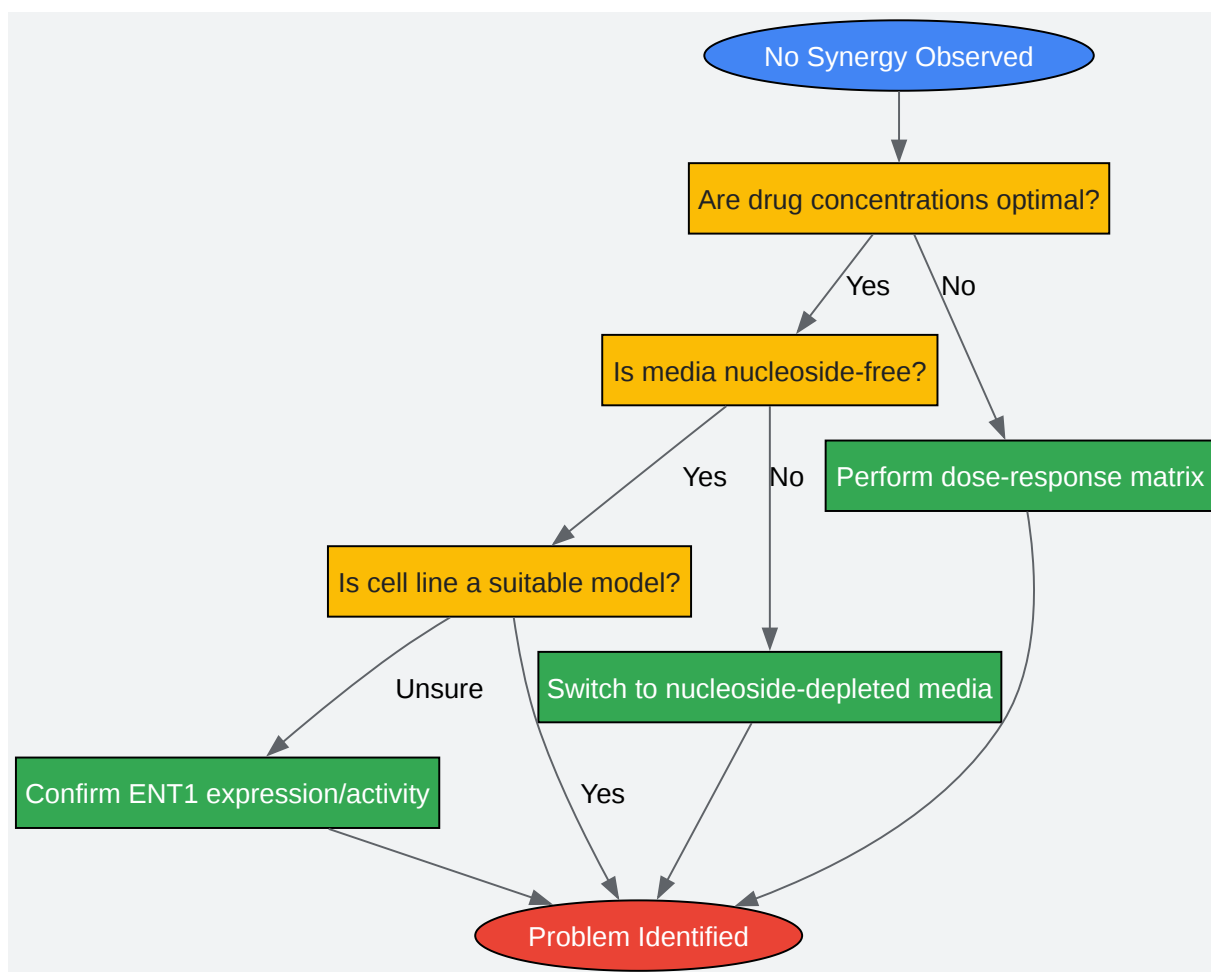 No Synergy Observed
Are drug concentrations optimal?
Yes
No
Is media nucleoside-free?
Yes
No
Perform dose-response matrix
Is cell line a suitable model?
Unsure
Switch to nucleoside-depleted media
Confirm ENT1 expression/activity
Yes
Problem Identified